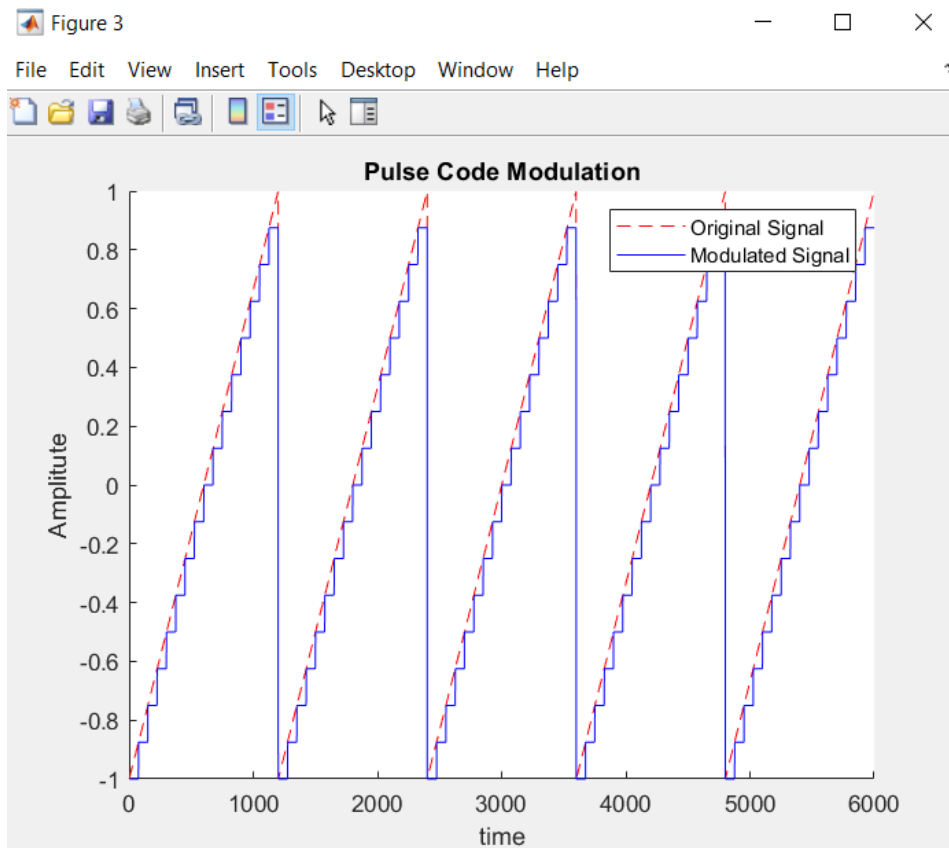 Figure 3
File Edit View Insert Tools Desktop Window Help
Pulse Code Modulation
1
0.8
0.6
0.4
0.2
0
-0.2
-0.4
-0.6
-0.8
-1
Amplitute
Original Signal
Modulated Signal
0 1000 2000 3000 4000 5000 6000
time